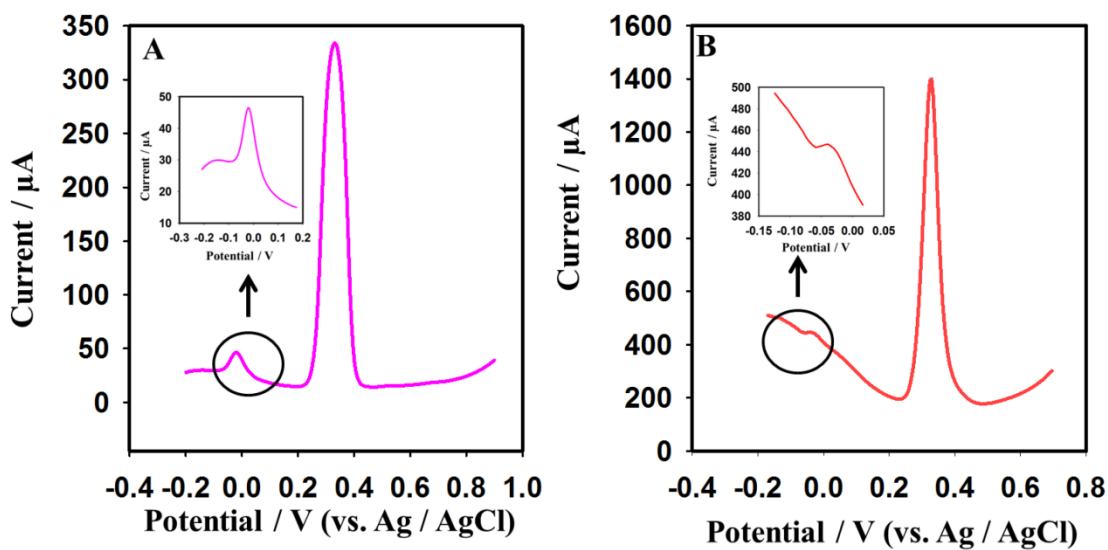 A
350
300
250
200
150
100
50
0
Current / µA
-0.4 -0.2 0.0 0.2 0.4 0.6 0.8 1.0
Potential / V (vs. Ag / AgCl)
50
40
30
20
10
Current / µA
-0.3 -0.2 -0.1 0.0 0.1 0.2
Potential / V
B
1600
1400
1200
1000
800
600
400
200
0
Current / µA
-0.4 -0.2 0.0 0.2 0.4 0.6 0.8
Potential / V (vs. Ag / AgCl)
500
480
460
440
420
400
380
Current / µA
-0.15 -0.10 -0.05 0.00 0.05
Potential / V